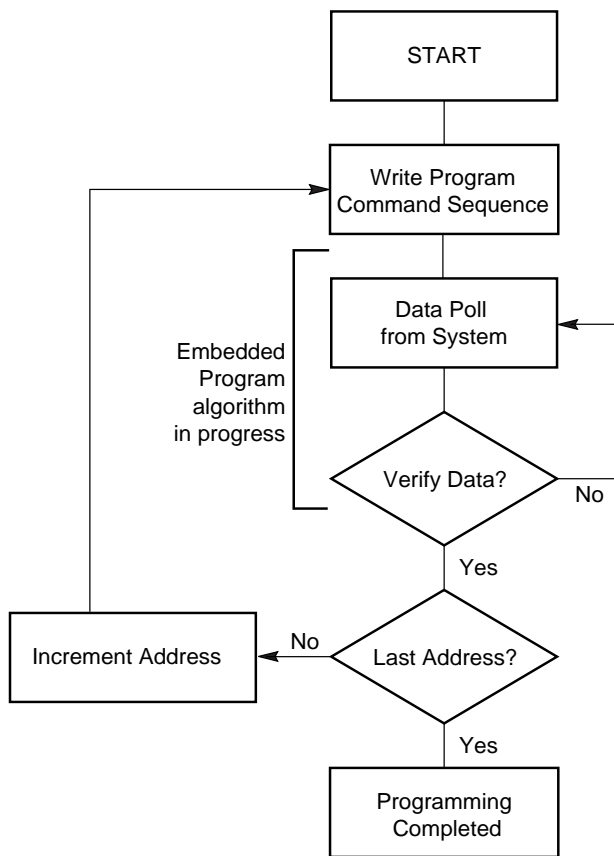 START
Write Program
Command Sequence
Data Poll
from System
Embedded
Program
algorithm
in progress
Verify Data?
No
Yes
Increment Address
No
Last Address?
Yes
Programming
Completed